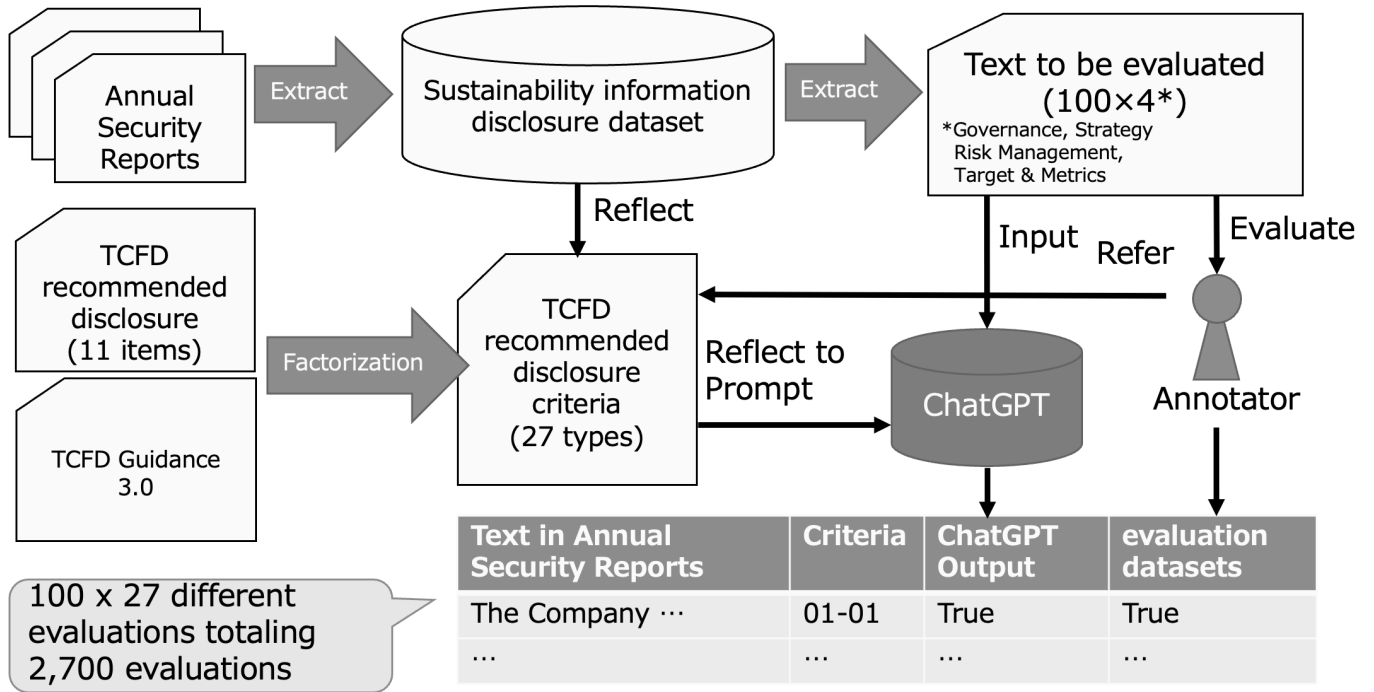 Annual
Security
Reports
Extract
Sustainability information
disclosure dataset
Extract
Text to be evaluated
(100×4*)
*Governance, Strategy
Risk Management,
Target & Metrics
Reflect
Input
Refer
Evaluate
TCFD
recommended
disclosure
(11 items)
Factorization
TCFD
recommended
disclosure
criteria
(27 types)
Reflect to
Prompt
ChatGPT
Annotator
TCFD Guidance
3.0
Text in Annual
Security Reports
Criteria
ChatGPT
Output
evaluation
datasets
The Company ⋯
01-01
True
True
⋯
⋯
⋯
⋯
100 x 27 different
evaluations totaling
2,700 evaluations